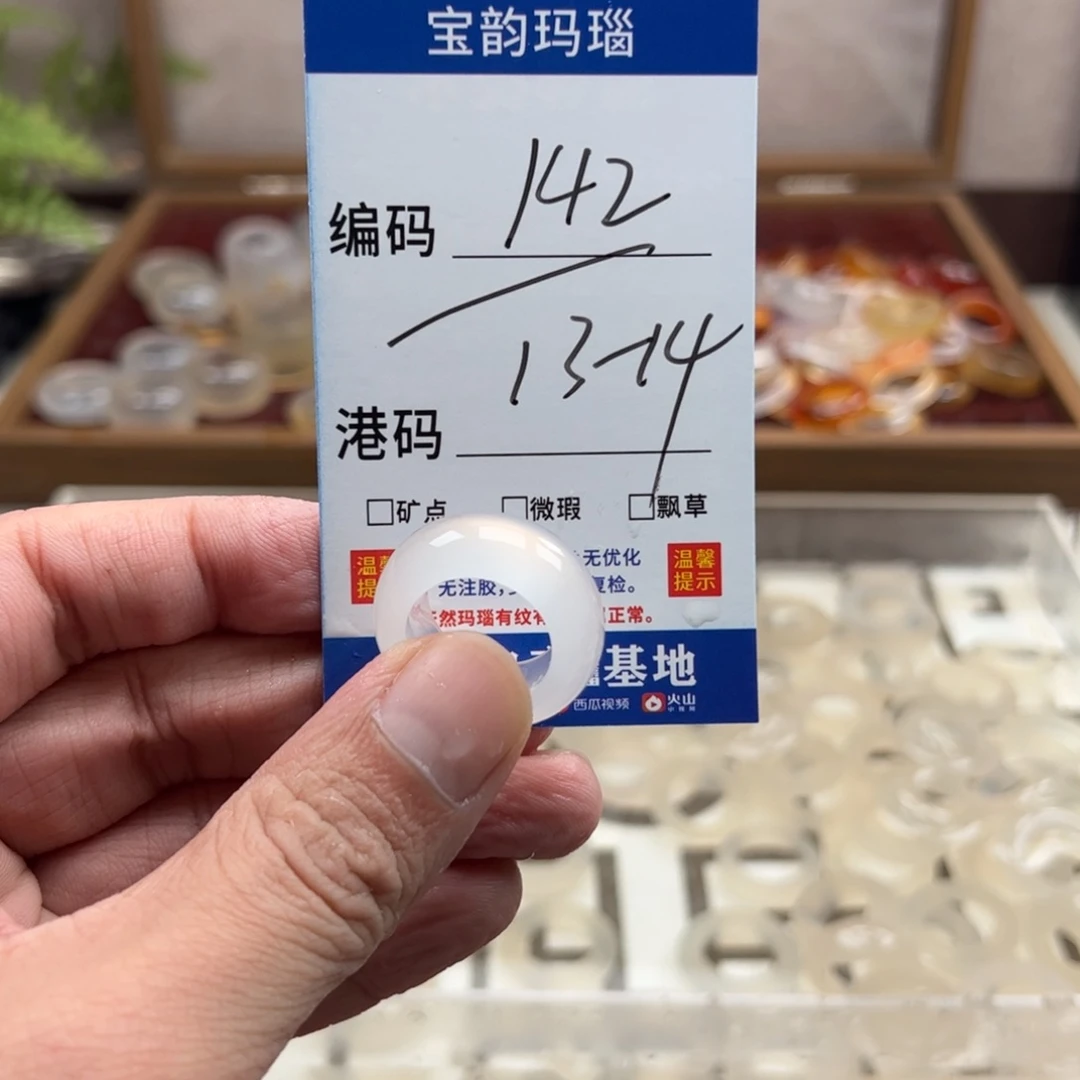 宝韵玛瑙
编码 142
港码 13-14
□矿点 □微瑕 □飘草
温馨提示 无优化 温馨提示
无注胶, 复检。
然玛瑙有纹 正常。
基地
西瓜视频 火山